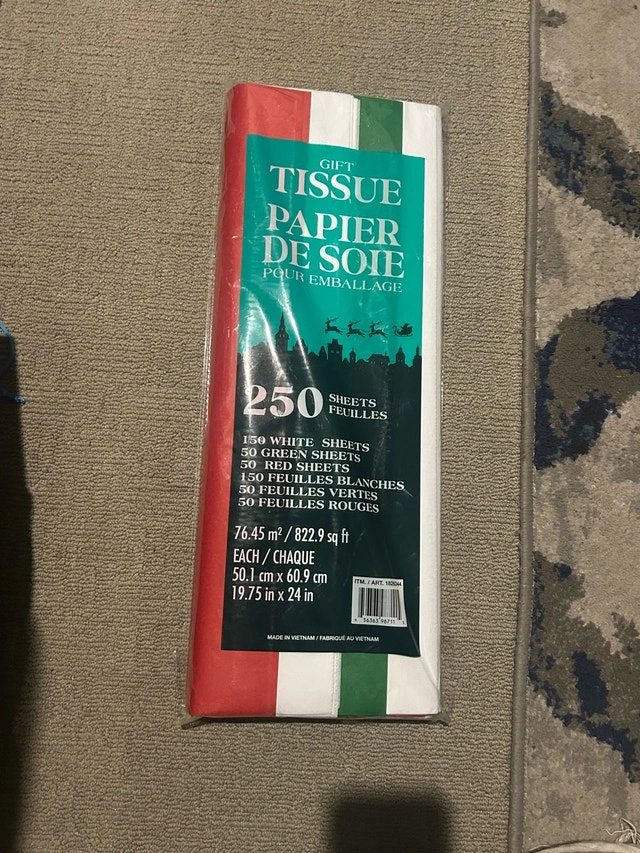 GIFT
TISSUE
PAPIER
DE SOIE
POUR EMBALLAGE
250 SHEETS
FEUILLES
150 WHITE SHEETS
50 GREEN SHEETS
50 RED SHEETS
150 FEUILLES BLANCHES
50 FEUILLES VERTES
50 FEUILLES ROUGES
76.45 m² / 822.9 sq ft
EACH / CHAQUE
50.1 cm x 60.9 cm
19.75 in x 24 in
ITM. / ART.
MADE IN VIETNAM / FABRIQUÉ AU VIETNAM